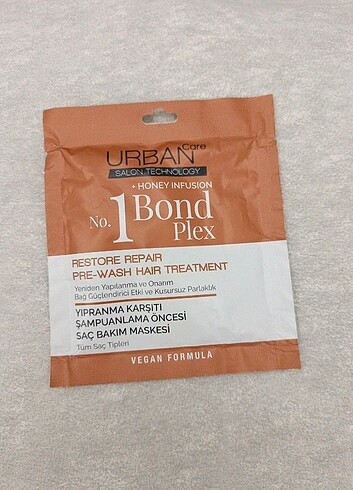 URBAN Care
SALON TECHNOLOGY
+ HONEY INFUSION
No. 1 Bond
Plex
RESTORE REPAIR
PRE-WASH HAIR TREATMENT
Yeniden Yapılanma ve Onarım
Bağ Güçlendirici Etki ve Kusursuz Parlaklık
YIPRANMA KARŞITI
ŞAMPUANLAMA ÖNCESİ
SAÇ BAKIM MASKESİ
Tüm Saç Tipleri
VEGAN FORMULA